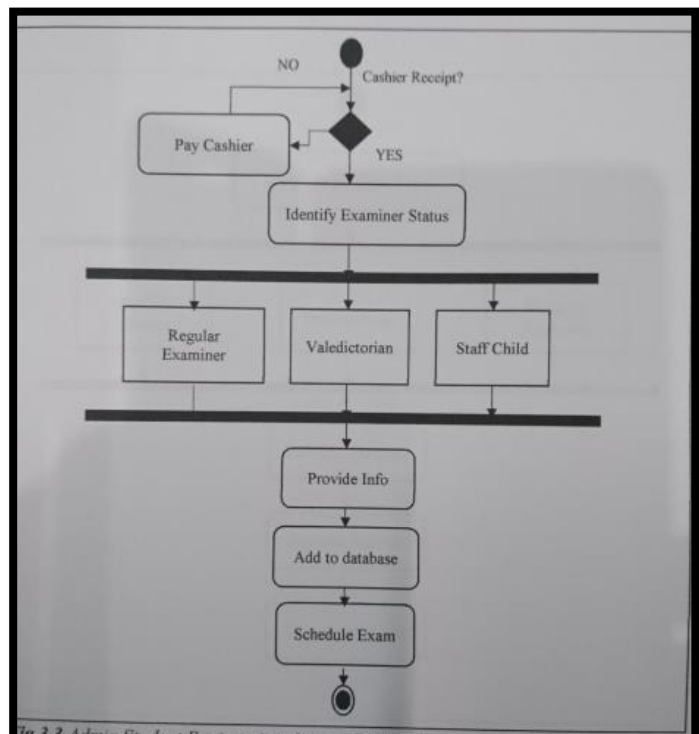 NO
Cashier Receipt?
Pay Cashier
YES
Identify Examiner Status
Regular
Examiner
Valedictorian
Staff Child
Provide Info
Add to database
Schedule Exam